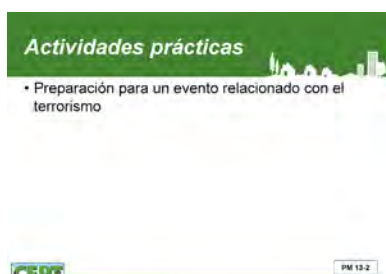 Actividades prácticas
• Preparación para un evento relacionado con el
terrorismo
CERT
PM 13-2